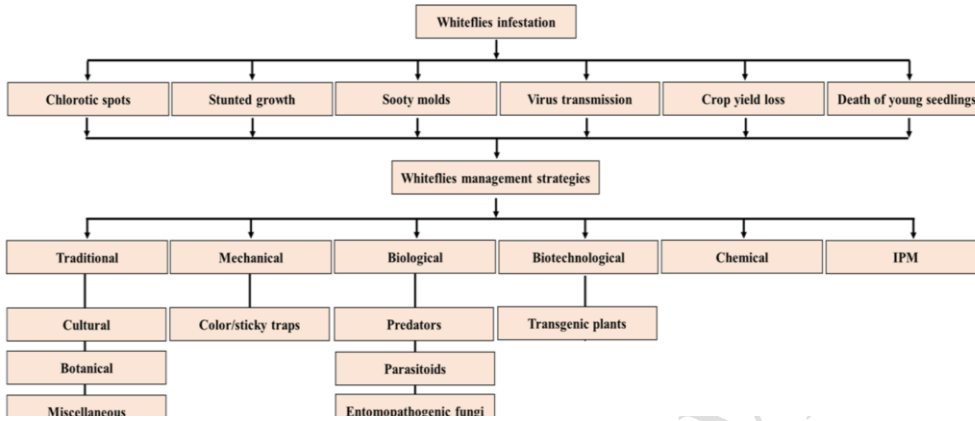 Whiteflies infestation
Chlorotic spots
Stunted growth
Sooty molds
Virus transmission
Crop yield loss
Death of young seedlings
Whiteflies management strategies
Traditional
Mechanical
Biological
Biotechnological
Chemical
IPM
Cultural
Color/sticky traps
Predators
Transgenic plants
Botanical
Parasitoids
Miscellaneous
Entomopathogenic fungi